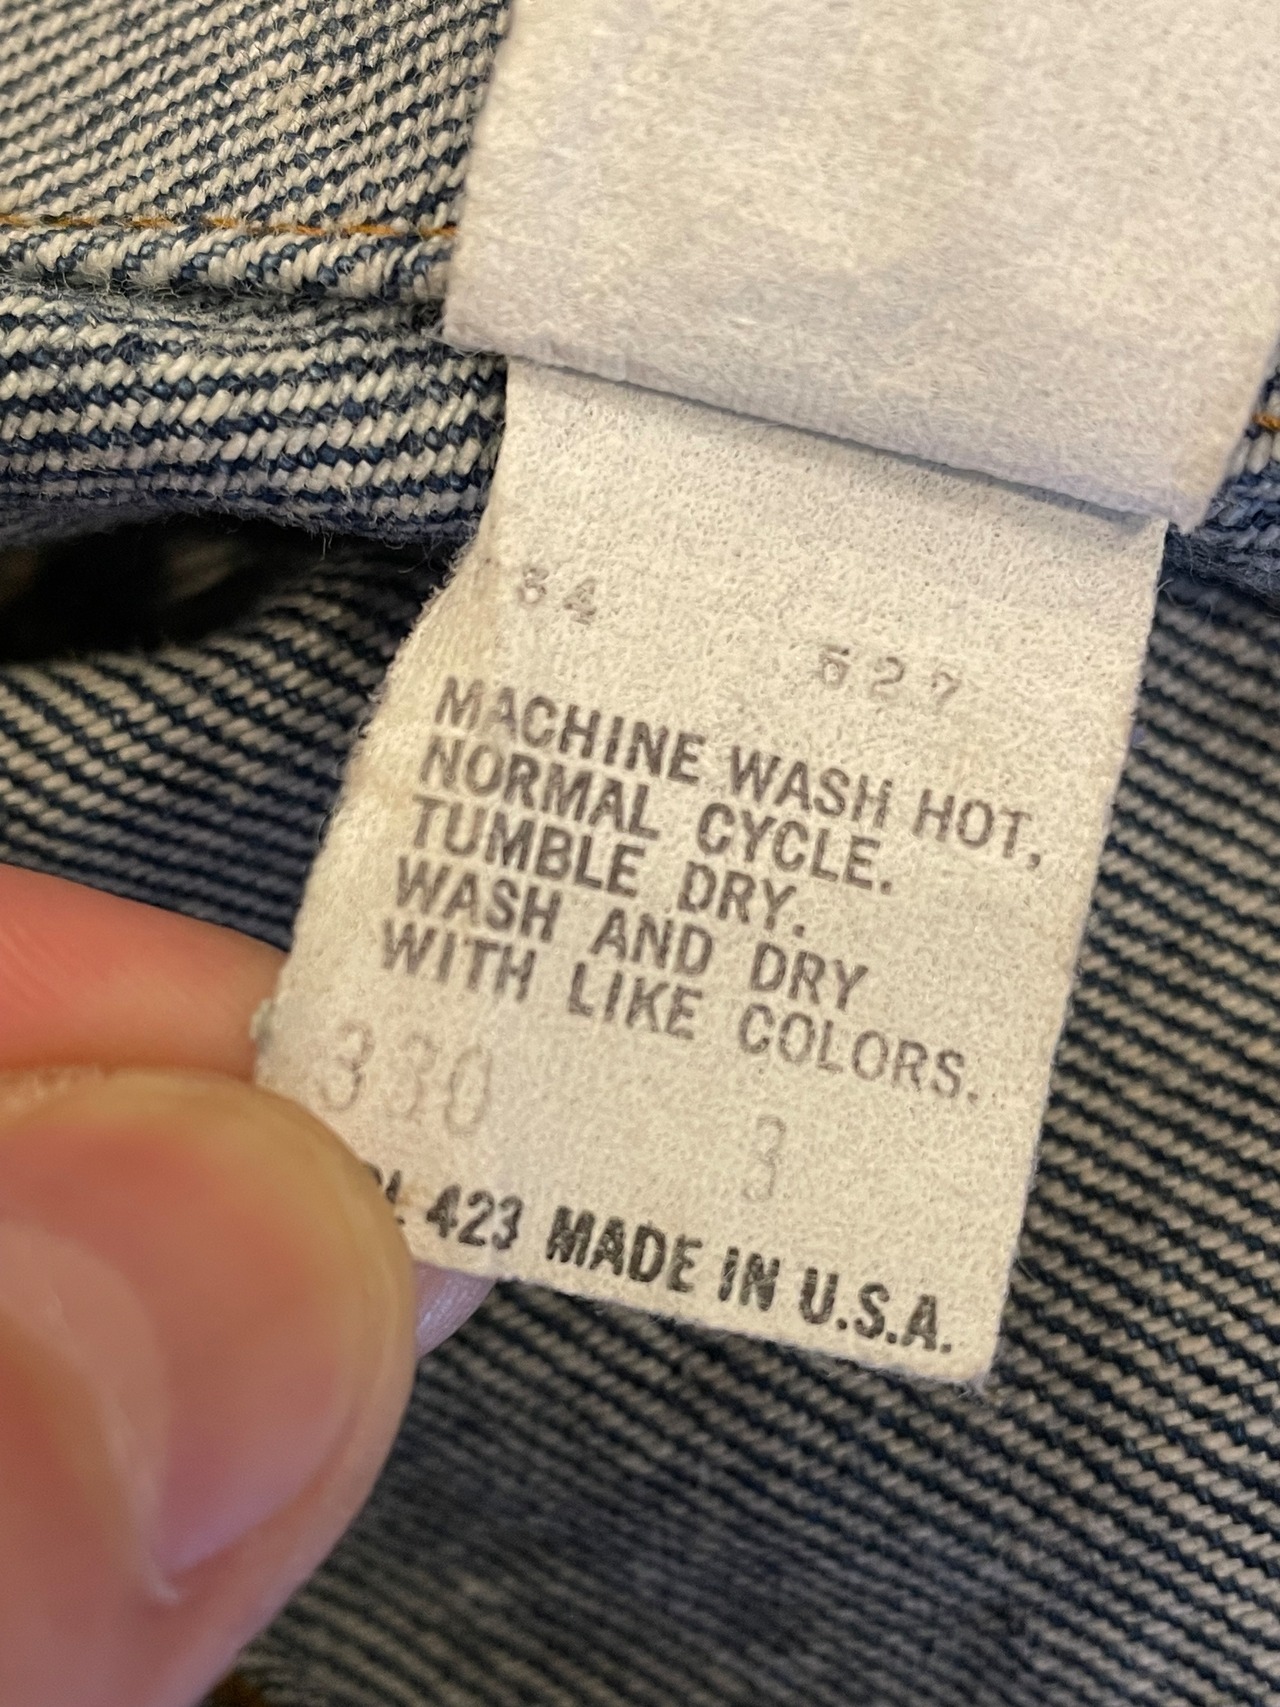 527
MACHINE WASH HOT,
NORMAL CYCLE.
TUMBLE DRY.
WASH AND DRY
WITH LIKE COLORS.
330 3
423 MADE IN U.S.A.